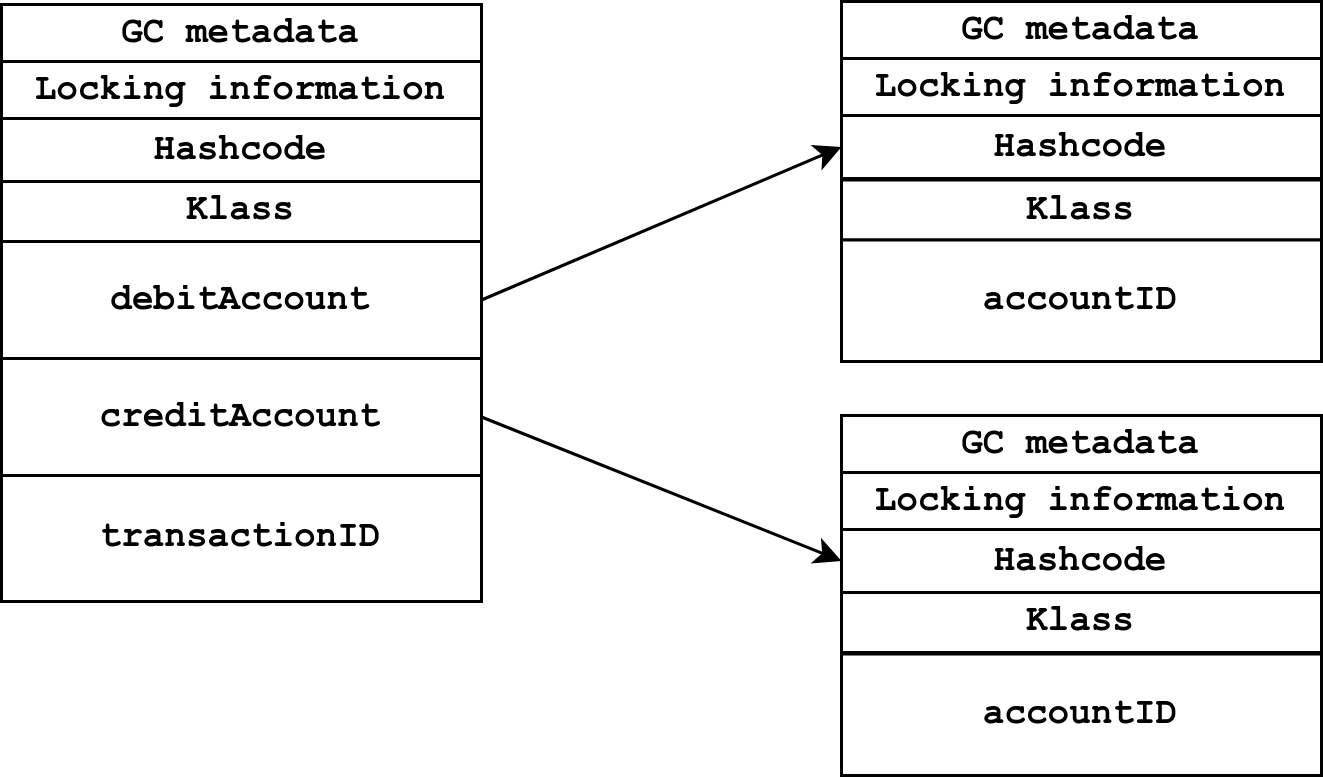 GC metadata
Locking information
Hashcode
Klass
debitAccount
creditAccount
transactionID
GC metadata
Locking information
Hashcode
Klass
accountID
GC metadata
Locking information
Hashcode
Klass
accountID